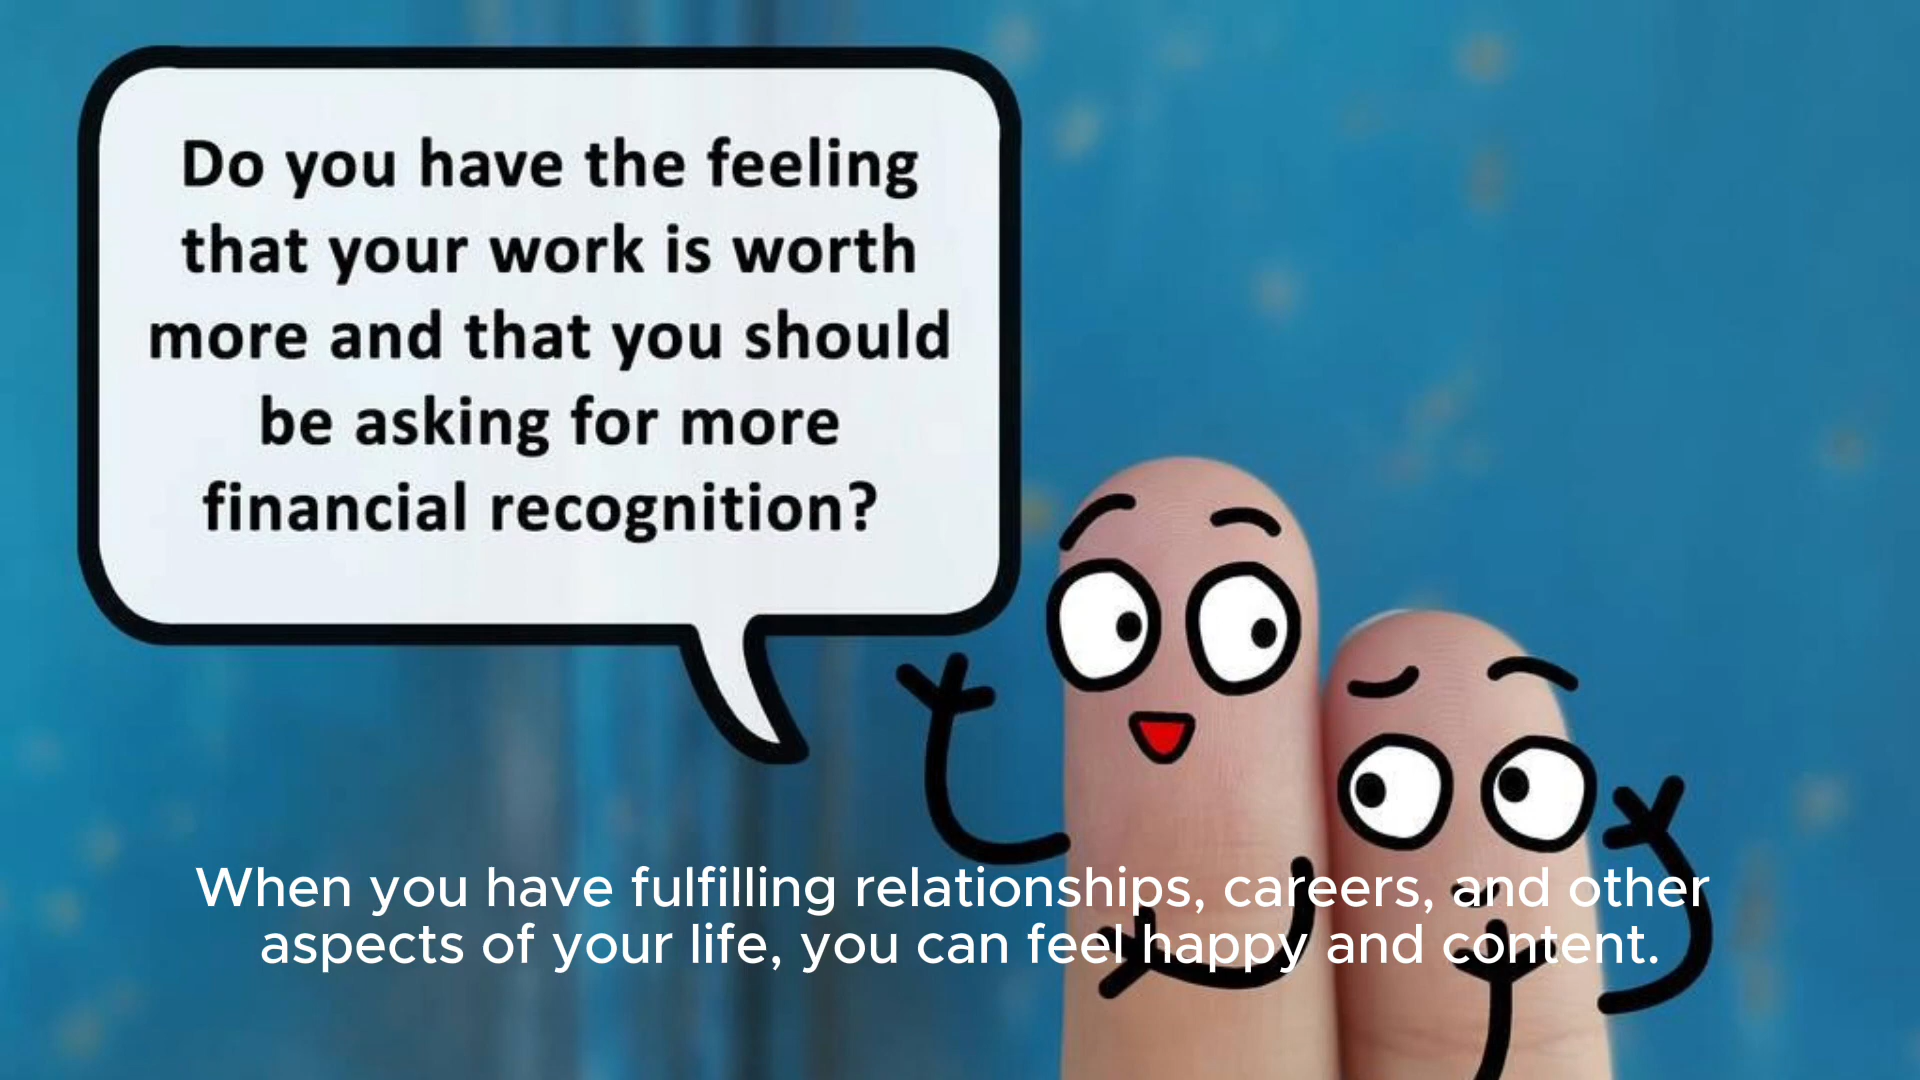 Do you have the feeling
that your work is worth
more and that you should
be asking for more
financial recognition?
When you have fulfilling relationships, careers, and other
aspects of your life, you can feel happy and content.